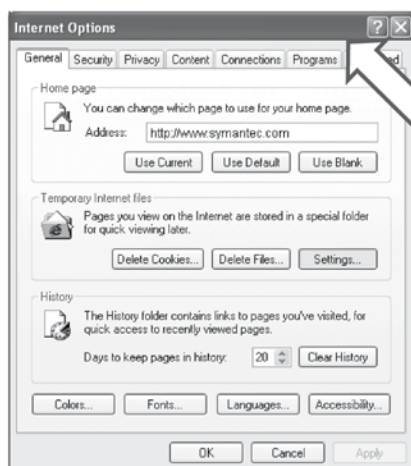 Internet Options
?
X
General Security Privacy Content Connections Programs
Home page
You can change which page to use for your home page.
Address: http://www.symantec.com
Use Current Use Default Use Blank
Temporary Internet files
Pages you view on the Internet are stored in a special folder
for quick viewing later.
Delete Cookies... Delete Files... Settings...
History
The History folder contains links to pages you've visited, for
quick access to recently viewed pages.
Days to keep pages in history: 20 Clear History
Colors... Fonts... Languages... Accessibility...
OK Cancel Apply